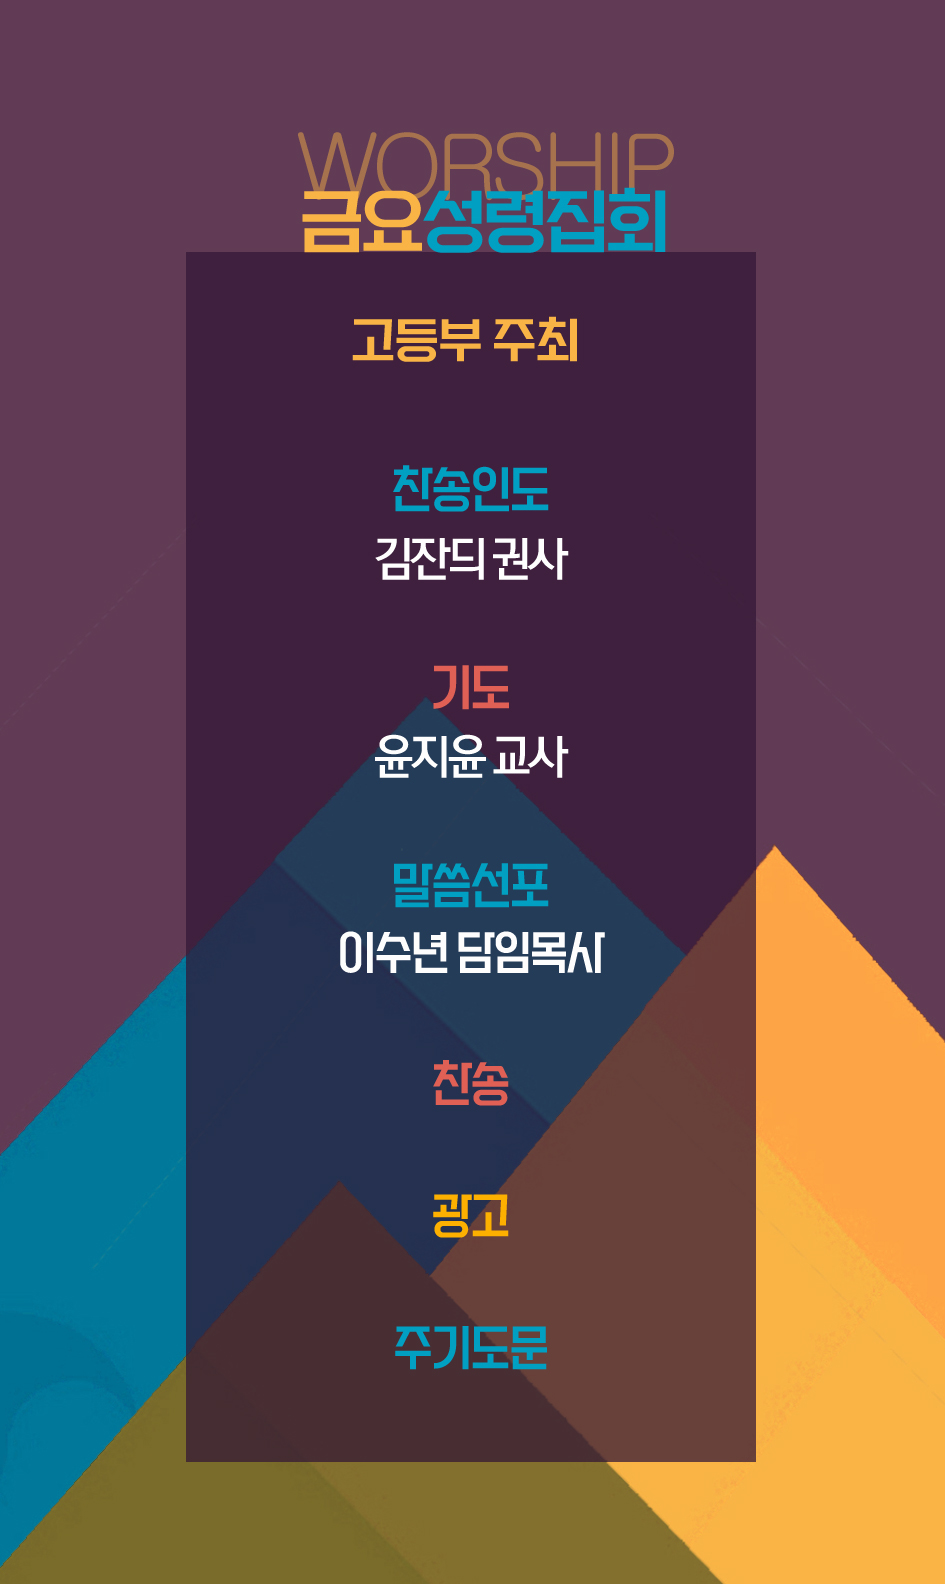 WORSHIP
금요성령집회
고등부 주최
찬송인도
김잔듸 권사
기도
윤지윤 교사
말씀선포
이수년 담임목사
찬송
광고
주기도문